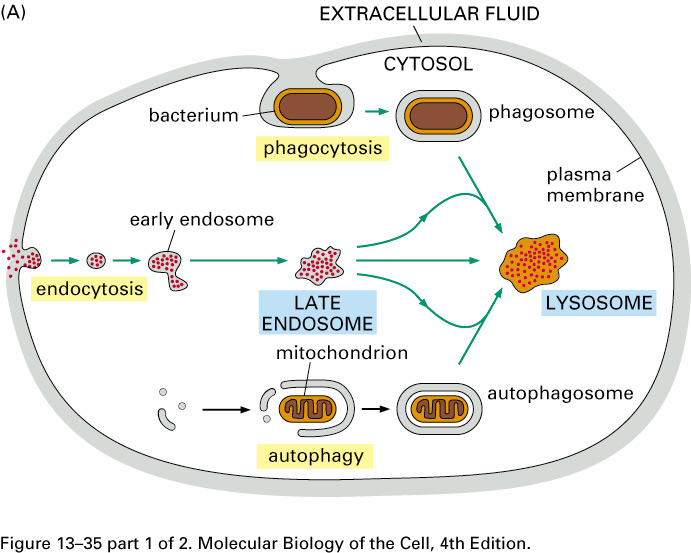 (A)
EXTRACELLULAR FLUID
CYTOSOL
bacterium
phagosome
phagocytosis
plasma
membrane
early endosome
endocytosis
LATE
ENDOSOME
LYSOSOME
mitochondrion
autophagosome
autophagy
Figure 13–35 part 1 of 2. Molecular Biology of the Cell, 4th Edition.